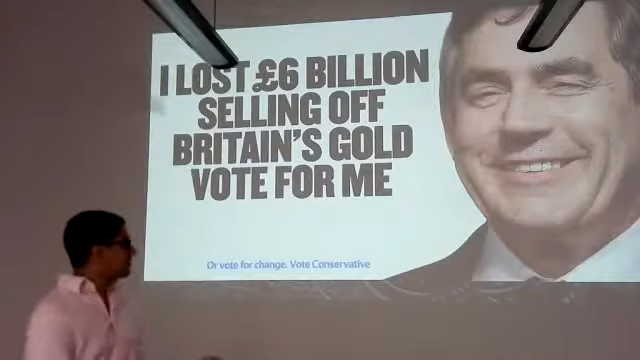 I LOST £6 BILLION
SELLING OFF
BRITAIN'S GOLD
VOTE FOR ME
Or vote for change. Vote Conservative